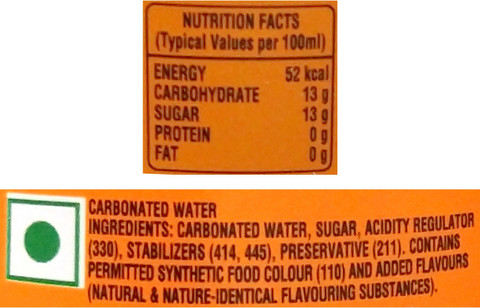 NUTRITION FACTS
(Typical Values per 100ml)
ENERGY 52 kcal
CARBOHYDRATE 13 g
SUGAR 13 g
PROTEIN 0 g
FAT 0 g
CARBONATED WATER
INGREDIENTS: CARBONATED WATER, SUGAR, ACIDITY REGULATOR
(330), STABILIZERS (414, 445), PRESERVATIVE (211). CONTAINS
PERMITTED SYNTHETIC FOOD COLOUR (110) AND ADDED FLAVOURS
(NATURAL & NATURE-IDENTICAL FLAVOURING SUBSTANCES).